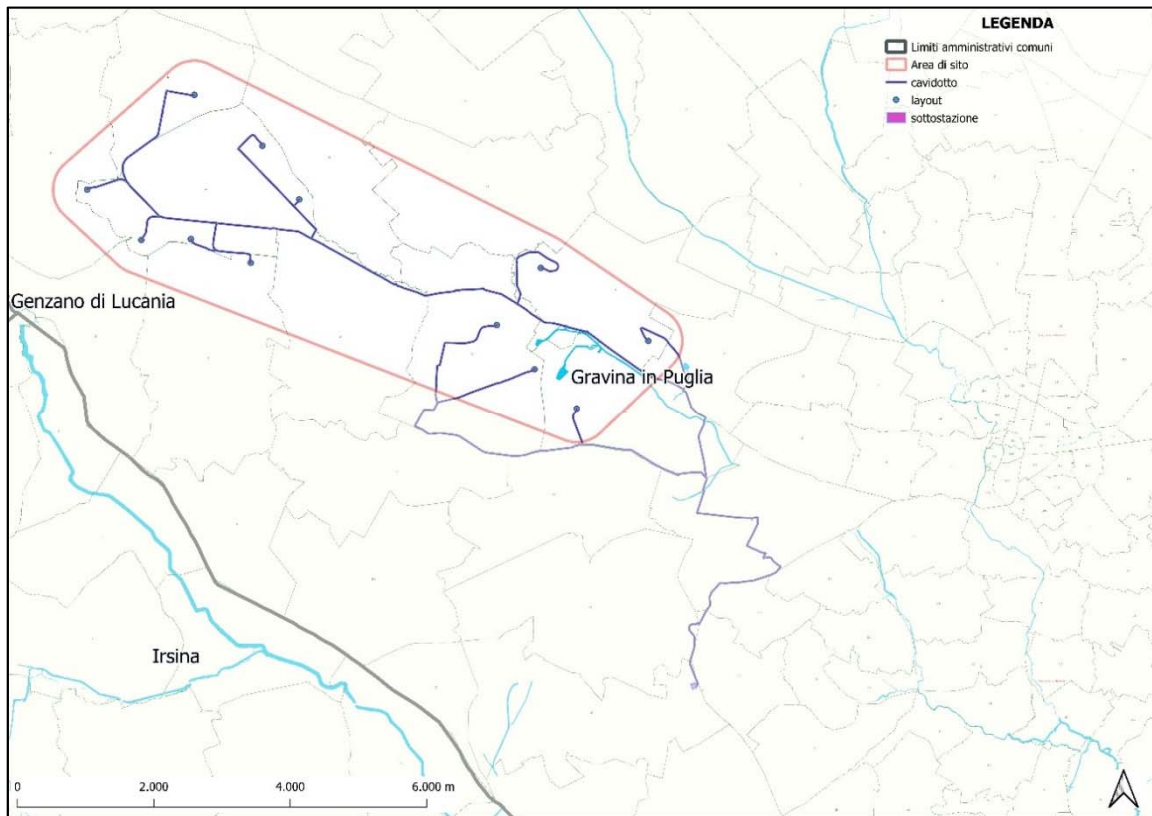 LEGENDA
Limiti amministrativi comuni
Area di sito
cavidotto
layout
sottostazione
Genzano di Lucania
Gravina in Puglia
Irsina
0 2.000 4.000 6.000 m